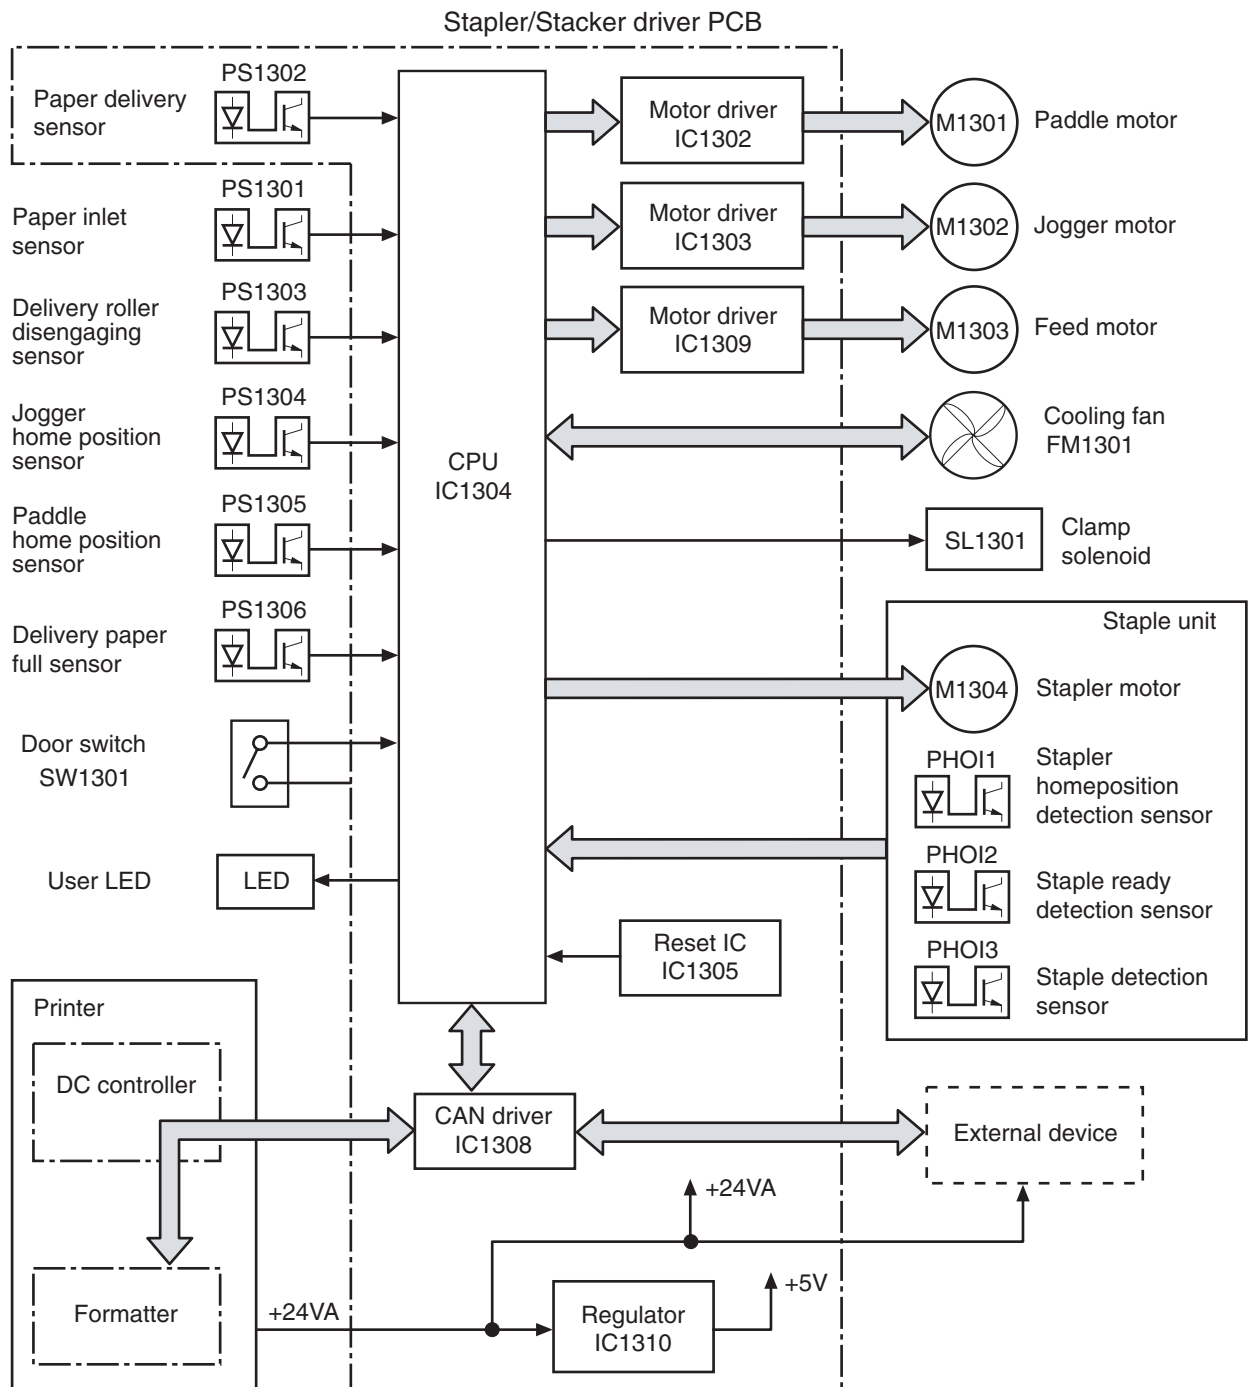 Stapler/Stacker driver PCB
Paper delivery
sensor
PS1302
Paper inlet
sensor
PS1301
Delivery roller
disengaging
sensor
PS1303
Jogger
home position
sensor
PS1304
Paddle
home position
sensor
PS1305
Delivery paper
full sensor
PS1306
Door switch
SW1301
User LED
LED
CPU
IC1304
Motor driver
IC1302
M1301
Paddle motor
Motor driver
IC1303
M1302
Jogger motor
Motor driver
IC1309
M1303
Feed motor
Cooling fan
FM1301
SL1301
Clamp
solenoid
Staple unit
M1304
Stapler motor
PHOI1
Stapler
homeposition
detection sensor
PHOI2
Staple ready
detection sensor
PHOI3
Staple detection
sensor
Reset IC
IC1305
Printer
DC controller
Formatter
CAN driver
IC1308
External device
+24VA
+24VA
Regulator
IC1310
+5V